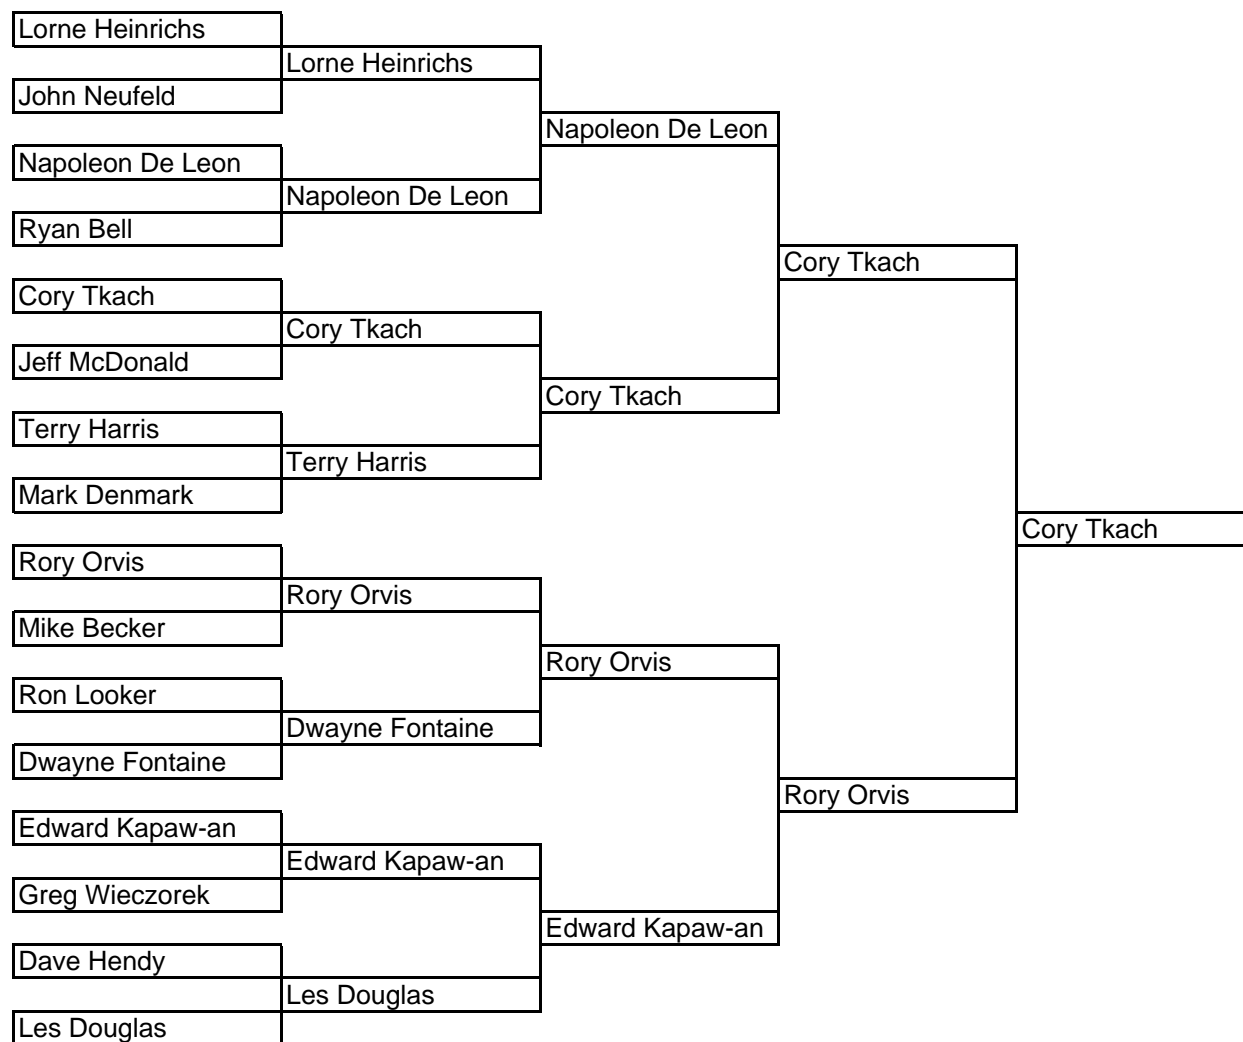 Lorne Heinrichs
Lorne Heinrichs
John Neufeld
Napoleon De Leon
Napoleon De Leon
Napoleon De Leon
Ryan Bell
Cory Tkach
Cory Tkach
Cory Tkach
Jeff McDonald
Cory Tkach
Terry Harris
Terry Harris
Mark Denmark
Cory Tkach
Rory Orvis
Rory Orvis
Mike Becker
Rory Orvis
Ron Looker
Dwayne Fontaine
Dwayne Fontaine
Rory Orvis
Edward Kapaw-an
Edward Kapaw-an
Greg Wieczorek
Edward Kapaw-an
Dave Hendy
Les Douglas
Les Douglas